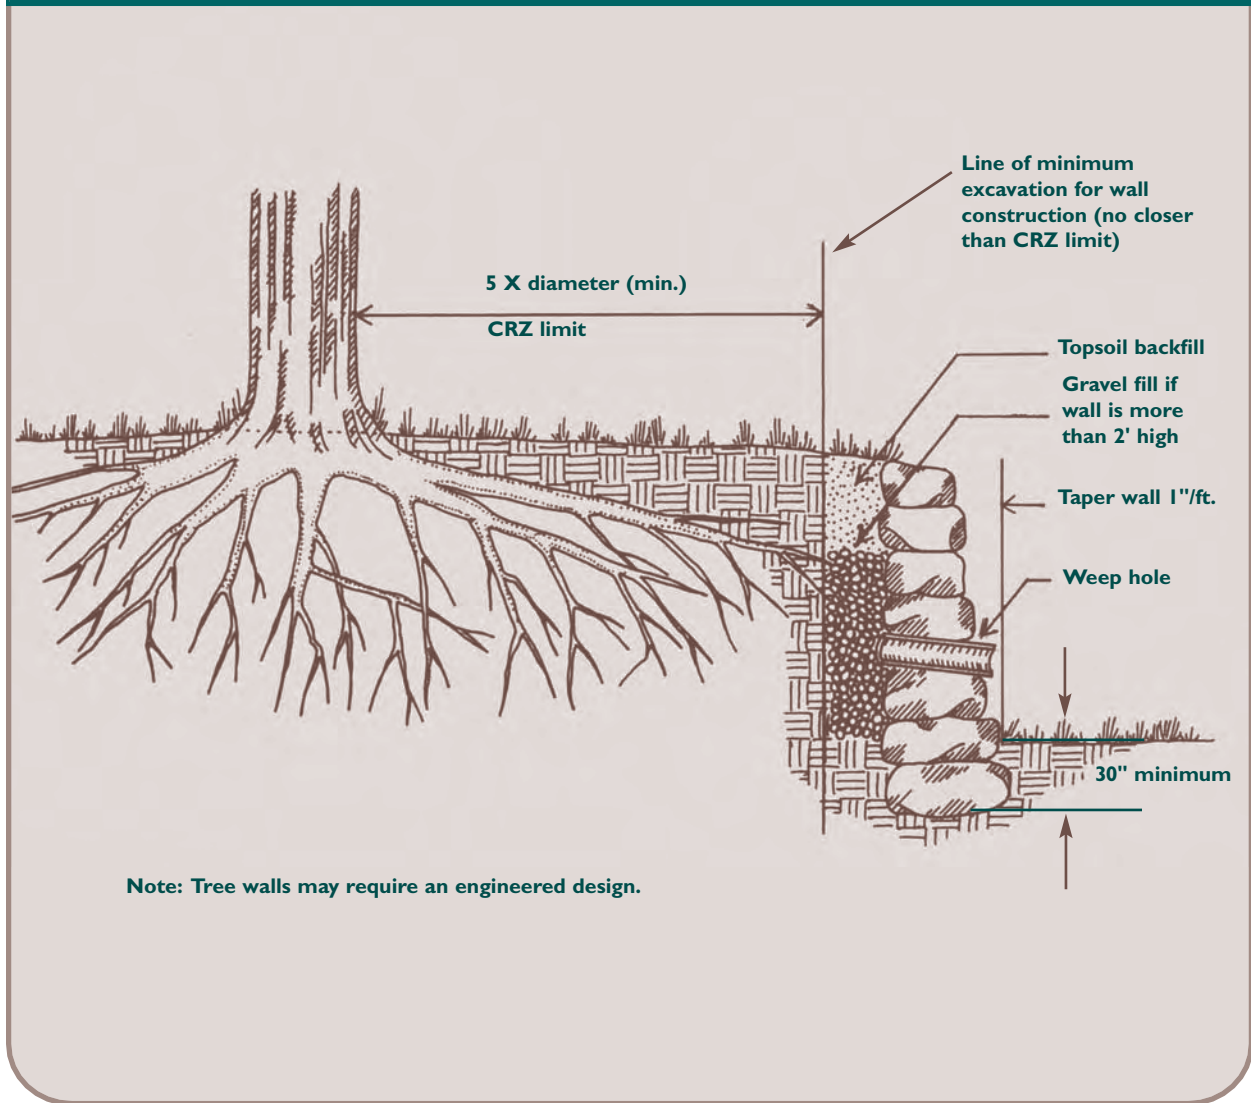 Line of minimum
excavation for wall
construction (no closer
than CRZ limit)
5 X diameter (min.)
CRZ limit
Topsoil backfill
Gravel fill if
wall is more
than 2' high
Taper wall 1"/ft.
Weep hole
30" minimum
Note: Tree walls may require an engineered design.